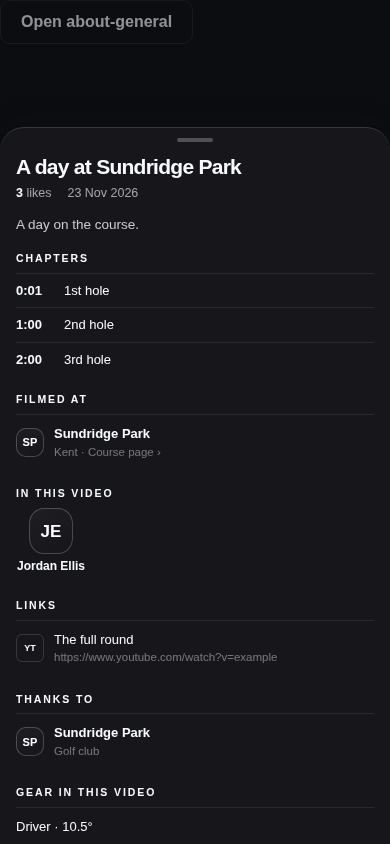 Open about-general
A day at Sundridge Park
3 likes 23 Nov 2026
A day on the course.
CHAPTERS
0:01 1st hole
1:00 2nd hole
2:00 3rd hole
FILMED AT
SP
Sundridge Park
Kent · Course page ›
IN THIS VIDEO
JE
Jordan Ellis
LINKS
YT
The full round
https://www.youtube.com/watch?v=example
THANKS TO
SP
Sundridge Park
Golf club
GEAR IN THIS VIDEO
Driver · 10.5°